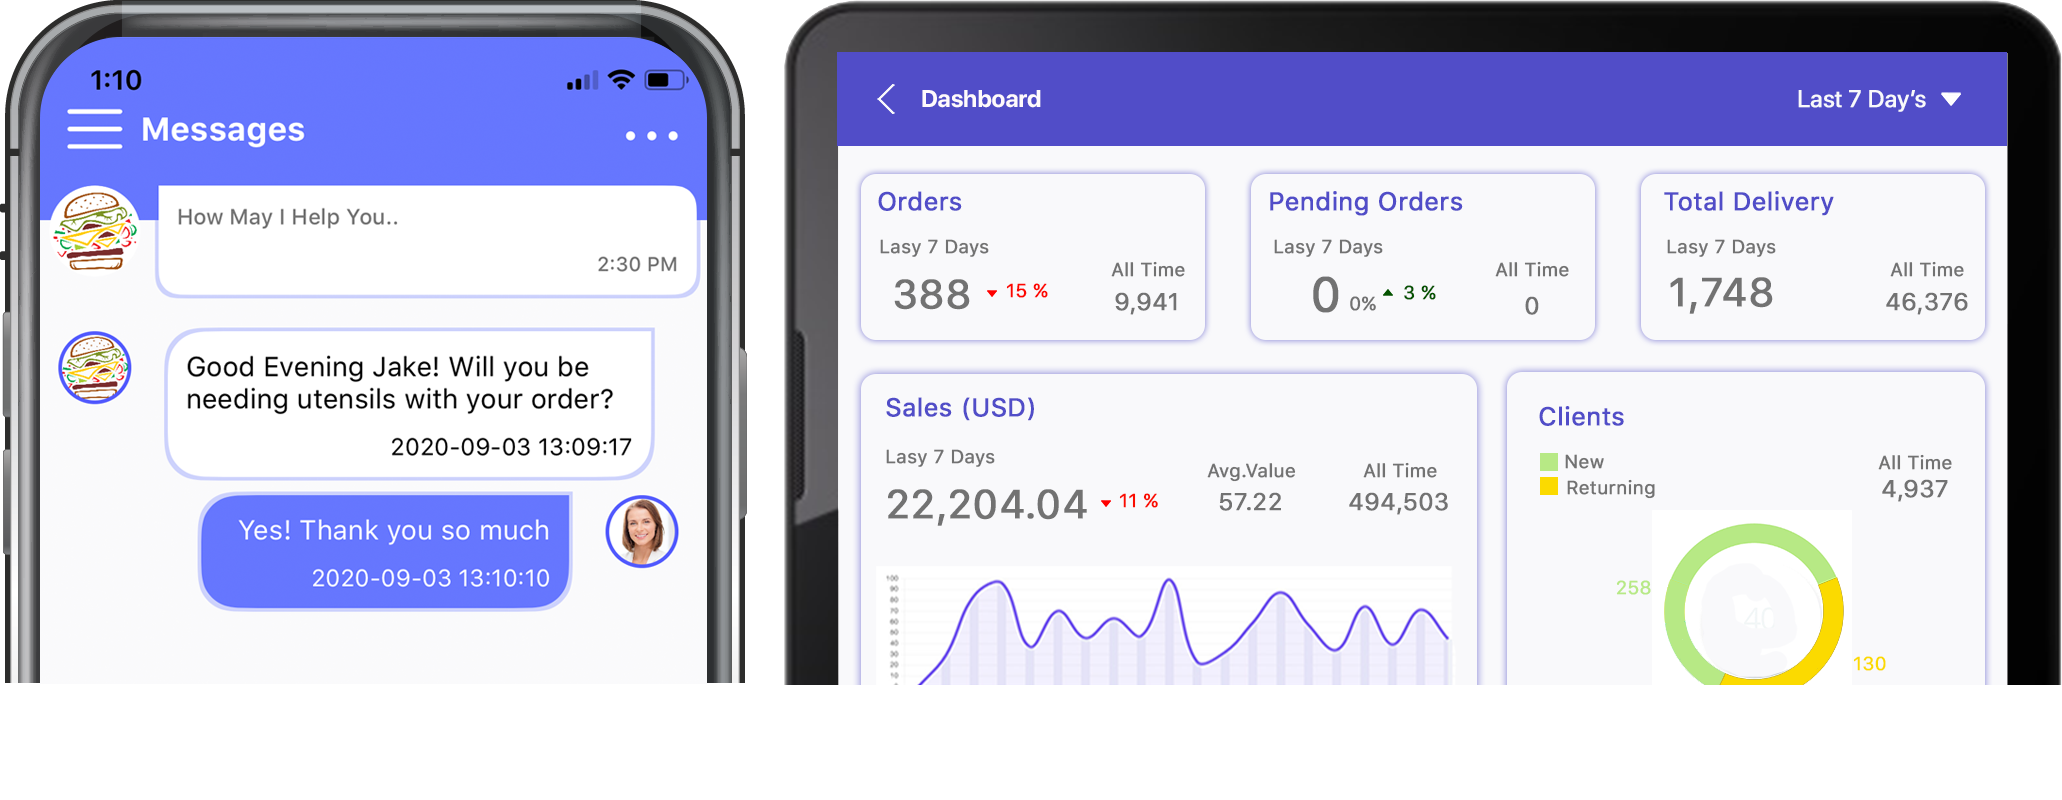 1:10
Messages
How May I Help You..
2:30 PM
Good Evening Jake! Will you be
needing utensils with your order?
2020-09-03 13:09:17
Yes! Thank you so much
2020-09-03 13:10:10
Dashboard
Last 7 Day’s
Orders
Lasy 7 Days
388
15 %
All Time
9,941
Pending Orders
Lasy 7 Days
0
0%
3 %
All Time
0
Total Delivery
Lasy 7 Days
1,748
All Time
46,376
Sales (USD)
Lasy 7 Days
22,204.04
11 %
Avg.Value
57.22
All Time
494,503
100
90
80
70
60
50
40
30
20
10
Clients
New
Returning
All Time
4,937
258
40
130